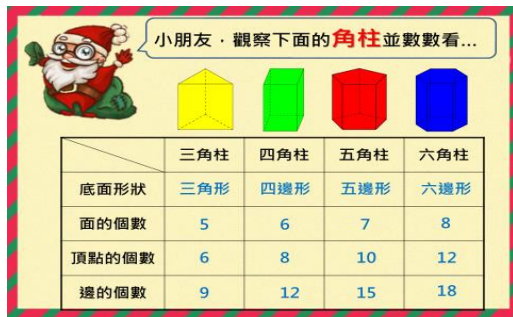 小朋友，觀察下面的角柱並數數看...
三角柱 四角柱 五角柱 六角柱
底面形狀 三角形 四邊形 五邊形 六邊形
面的個數 5 6 7 8
頂點的個數 6 8 10 12
邊的個數 9 12 15 18